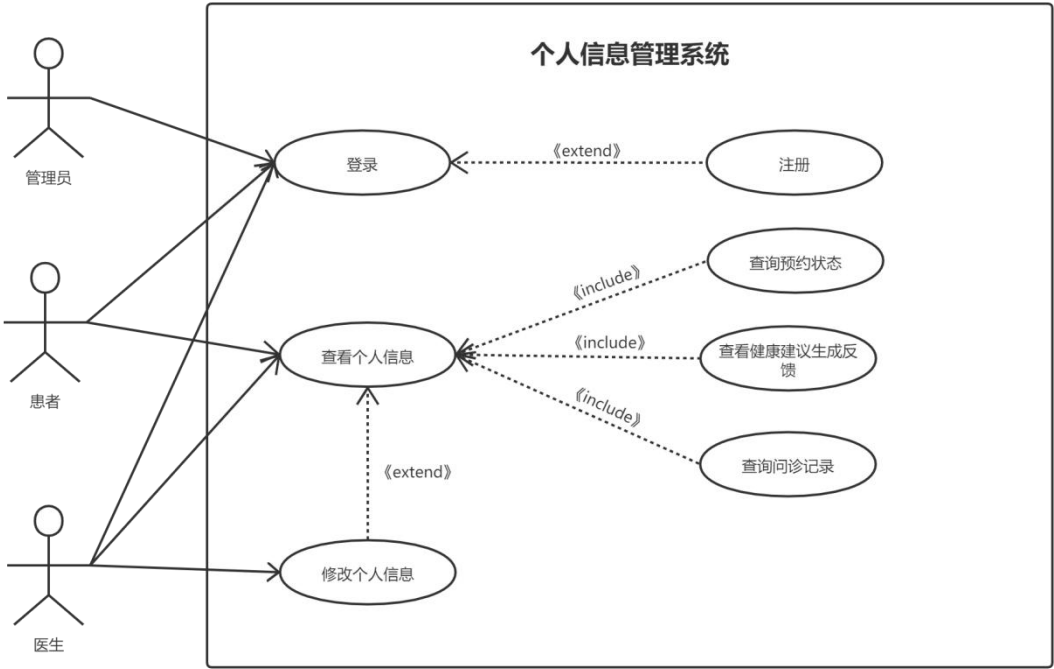 个人信息管理系统
管理员
登录
《extend》
注册
查询预约状态
《include》
患者
查看个人信息
《include》
查看健康建议生成反
馈
《include》
查询问诊记录
《extend》
医生
修改个人信息